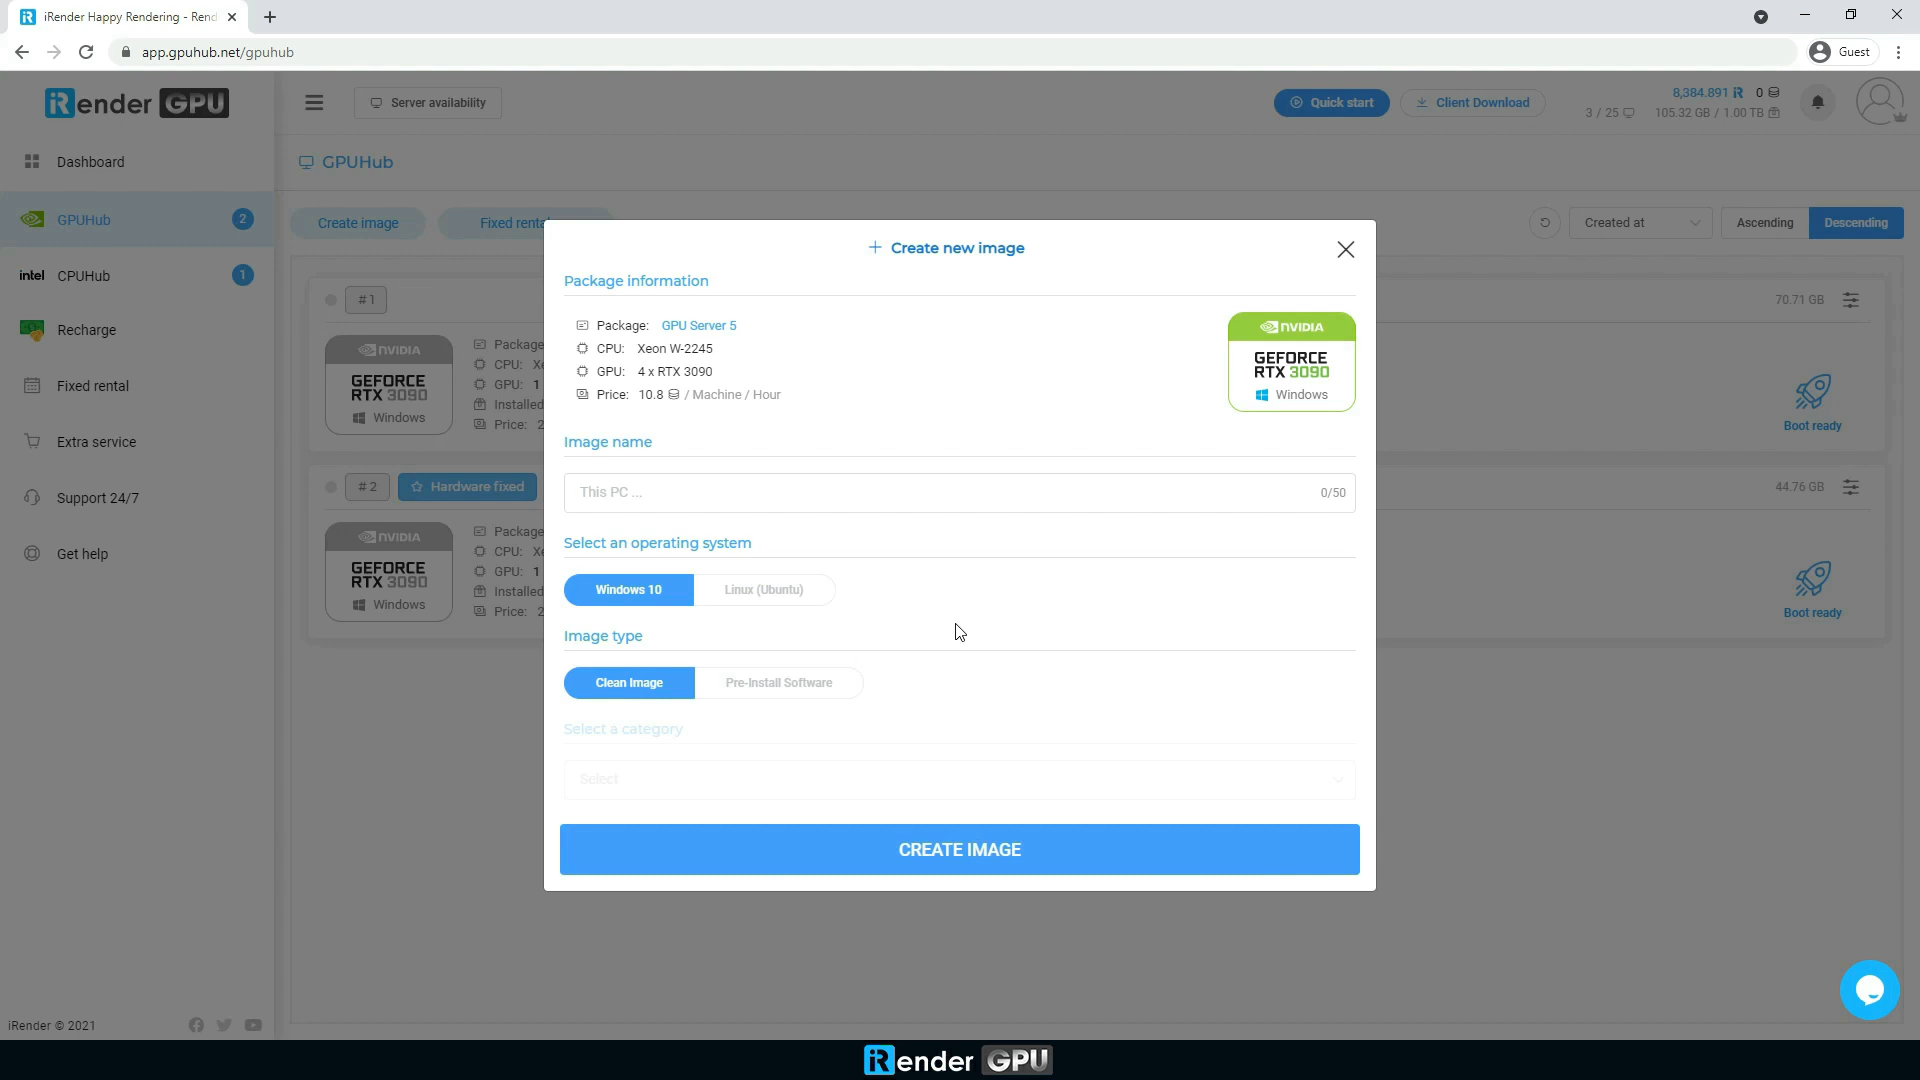 iRender Happy Rendering - Rend
app.gpuhub.net/gpuhub
Guest
iRender GPU
Server availability
Quick start
Client Download
8,384.891
0
3 / 25
105.32 GB / 1.00 TB
Dashboard
GPUHub
2
intel CPUHub
1
Recharge
Fixed rental
Extra service
Support 24/7
Get help
GPUHub
Create image
Fixed renta
Created at
Ascending
Descending
#1
70.71 GB
NVIDIA
GEFORCE
RTX 3090
Windows
Package
CPU: Xe
GPU: 1
Installed
Price: 2
Boot ready
#2
Hardware fixed
44.76 GB
NVIDIA
GEFORCE
RTX 3090
Windows
Package
CPU: Xe
GPU: 1
Installed
Price: 2
Boot ready
+ Create new image
Package information
Package: GPU Server 5
CPU: Xeon W-2245
GPU: 4 x RTX 3090
Price: 10.8 / Machine / Hour
NVIDIA
GEFORCE
RTX 3090
Windows
Image name
This PC ...
0/50
Select an operating system
Windows 10
Linux (Ubuntu)
Image type
Clean Image
Pre-Install Software
Select a category
Select
CREATE IMAGE
iRender © 2021
iRender GPU